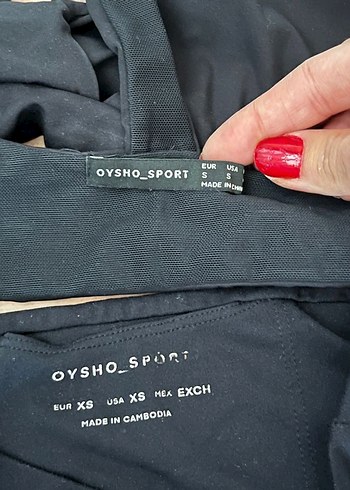 OYSHO_SPORT
EUR USA
S S
MADE IN
OYSHO_SPORT
EUR XS USA XS MEX EXCH
MADE IN CAMBODIA